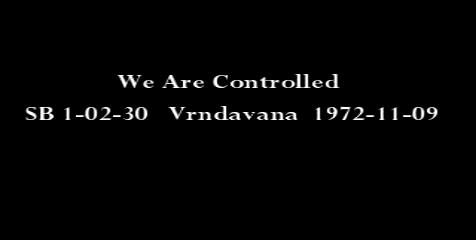 We Are Controlled
SB 1-02-30 Vrndavana 1972-11-09